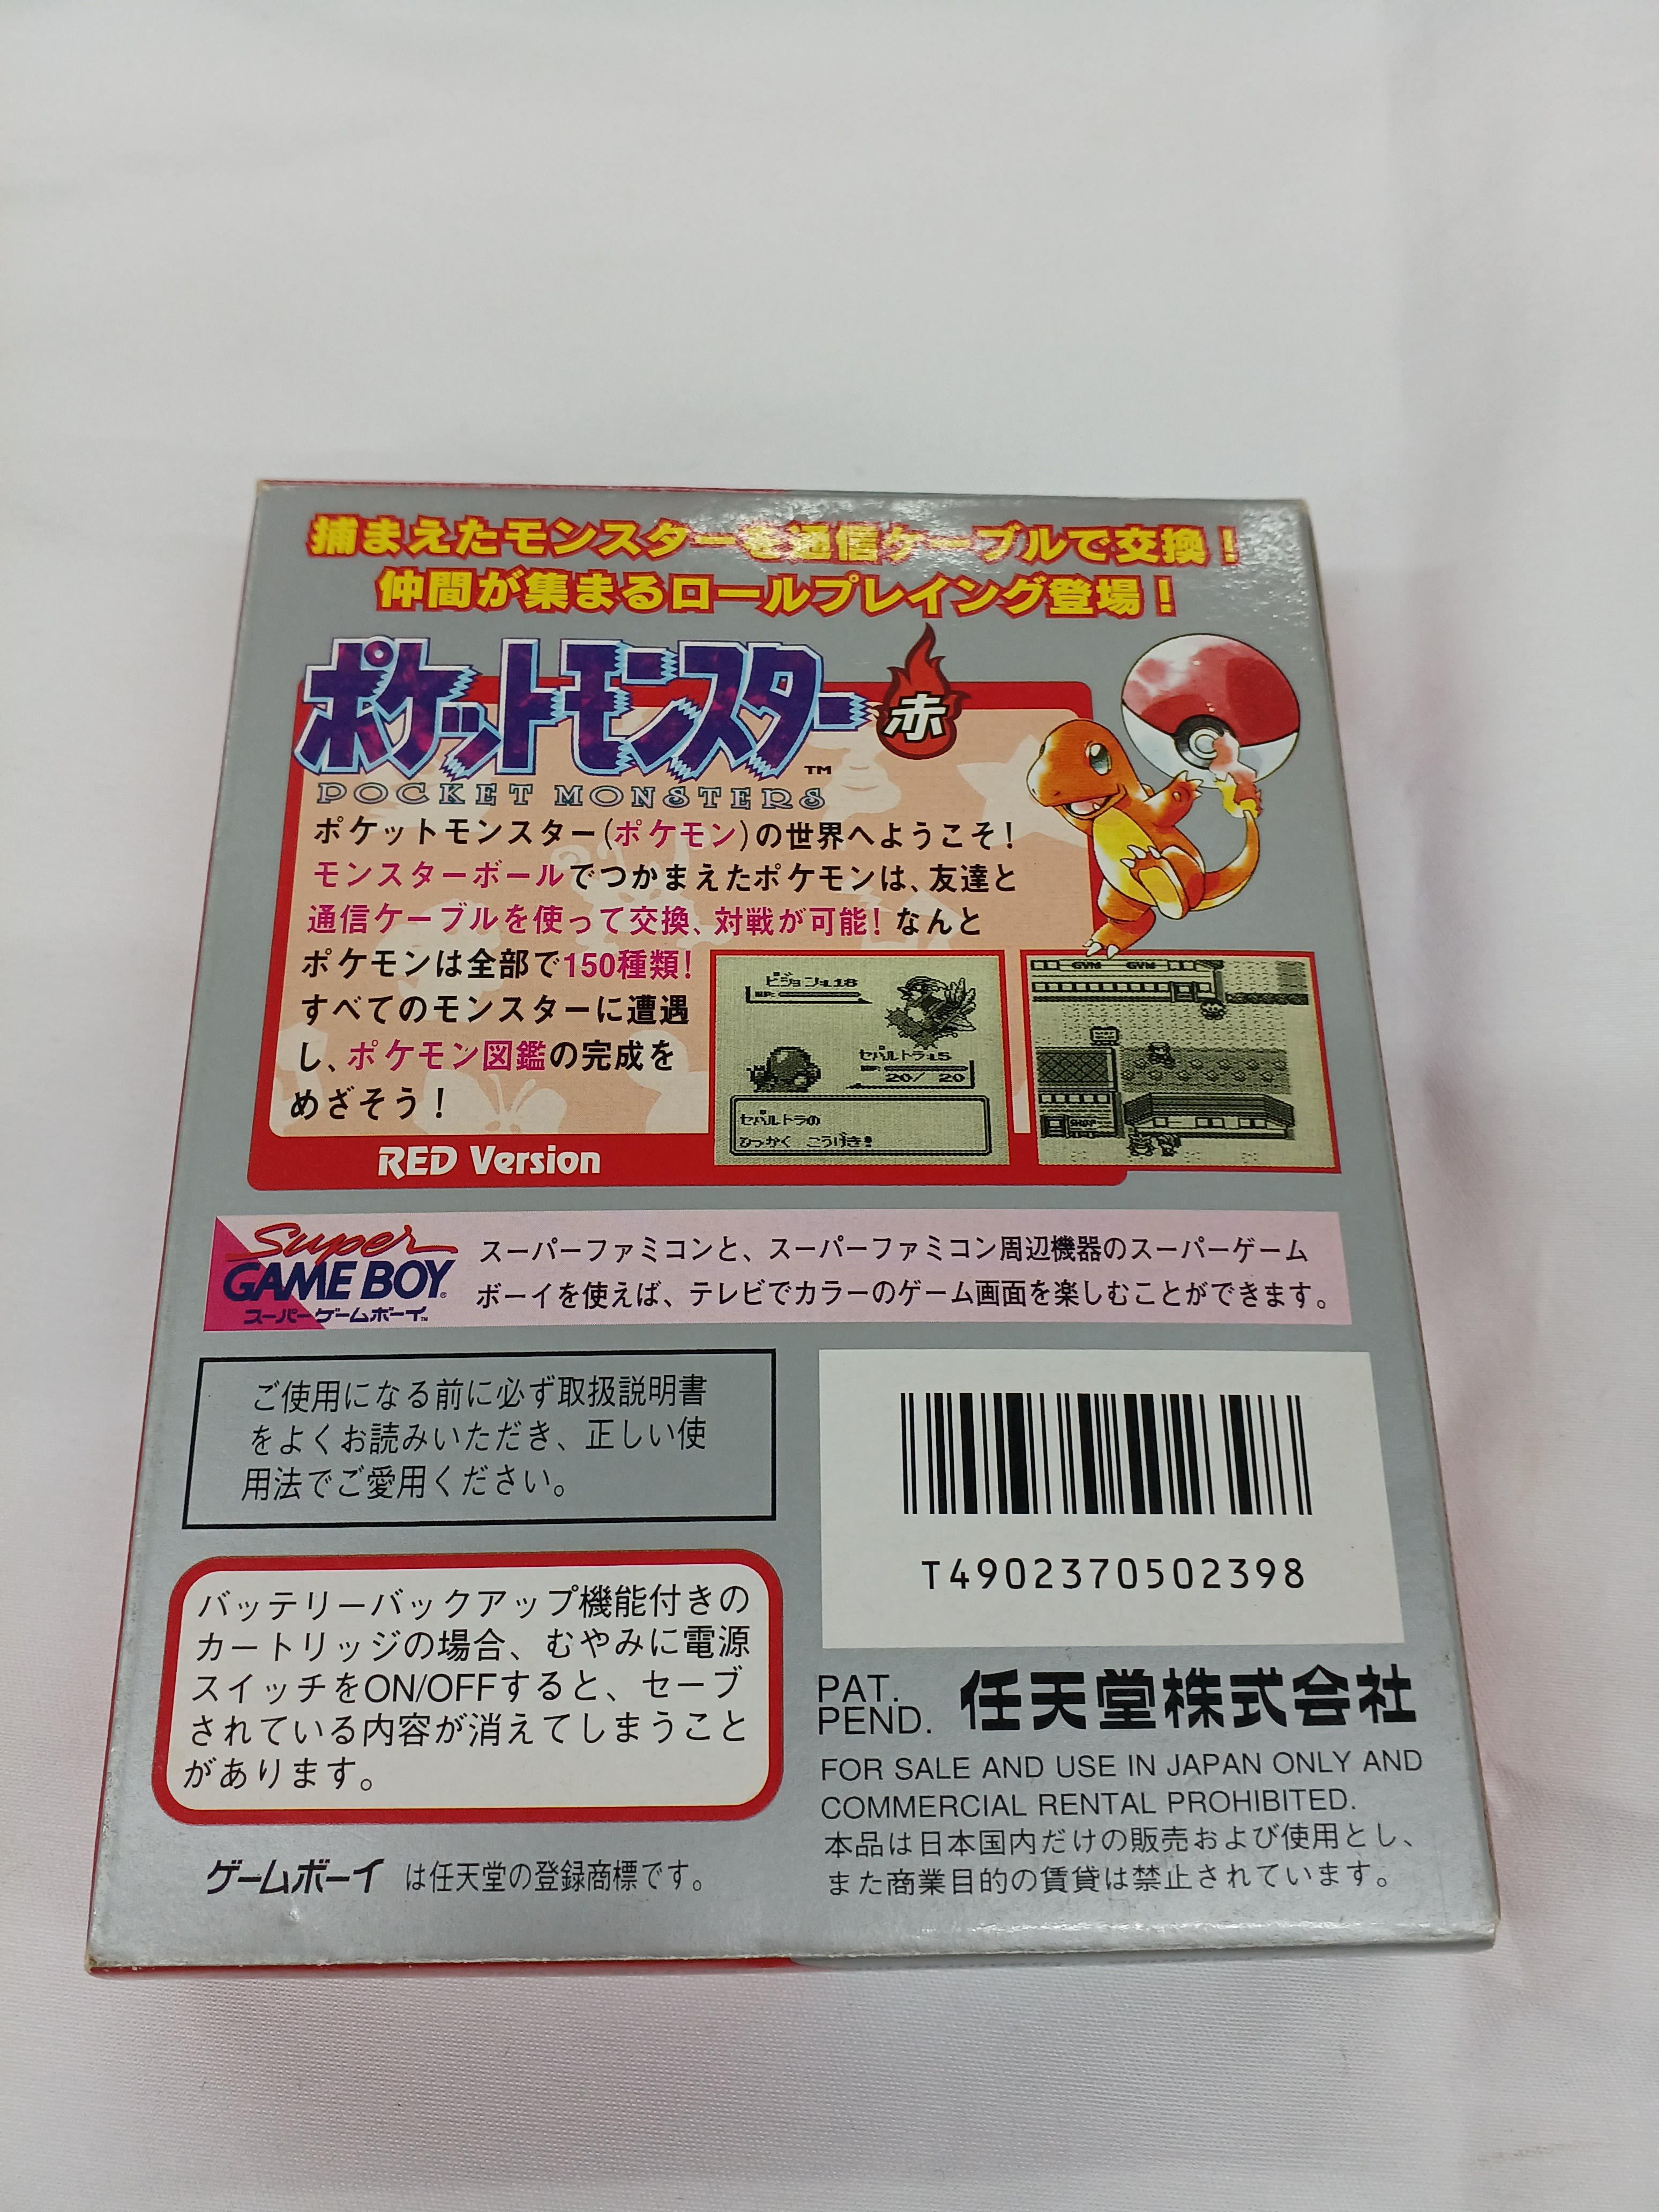 捕まえたモンスターを通信ケーブルで交換！
仲間が集まるロールプレイング登場！
ポケットモンスター 赤
TM
POCKET MONSTERS
ポケットモンスター(ポケモン)の世界へようこそ！
モンスターボールでつかまえたポケモンは、友達と
通信ケーブルを使って交換、対戦が可能！なんと
ポケモンは全部で150種類！
すべてのモンスターに遭遇
し、ポケモン図鑑の完成を
めざそう！
RED Version
ピジョン:L18
HP:
セパルトラ:L5
HP:
20/ 20
セパルトラの
ひっかく こうげき!
GYM GYM
SHOP
Super
GAME BOY®
スーパーゲームボーイ™
スーパーファミコンと、スーパーファミコン周辺機器のスーパーゲーム
ボーイを使えば、テレビでカラーのゲーム画面を楽しむことができます。
ご使用になる前に必ず取扱説明書
をよくお読みいただき、正しい使
用法でご愛用ください。
T4902370502398
バッテリーバックアップ機能付きの
カートリッジの場合、むやみに電源
スイッチをON/OFFすると、セーブ
されている内容が消えてしまうこと
があります。
PAT.
PEND. 任天堂株式会社
FOR SALE AND USE IN JAPAN ONLY AND
COMMERCIAL RENTAL PROHIBITED.
本品は日本国内だけの販売および使用とし、
また商業目的の賃貸は禁止されています。
ゲームボーイ は任天堂の登録商標です。